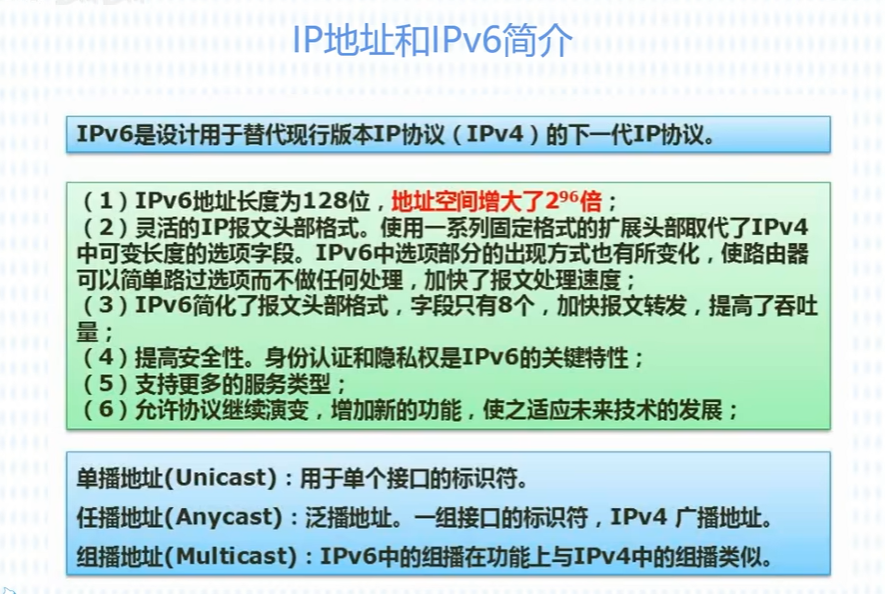 IP地址和IPv6简介
IPv6是设计用于替代现行版本IP协议（IPv4）的下一代IP协议。
（1）IPv6地址长度为128位，地址空间增大了2⁹⁶倍；
（2）灵活的IP报文头部格式。使用一系列固定格式的扩展头部取代了IPv4
中可变长度的选项字段。IPv6中选项部分的出现方式也有所变化，使路由器
可以简单路过选项而不做任何处理，加快了报文处理速度；
（3）IPv6简化了报文头部格式，字段只有8个，加快报文转发，提高了吞吐
量；
（4）提高安全性。身份认证和隐私权是IPv6的关键特性；
（5）支持更多的服务类型；
（6）允许协议继续演变，增加新的功能，使之适应未来技术的发展；
单播地址(Unicast)：用于单个接口的标识符。
任播地址(Anycast)：泛播地址。一组接口的标识符，IPv4 广播地址。
组播地址(Multicast)：IPv6中的组播在功能上与IPv4中的组播类似。